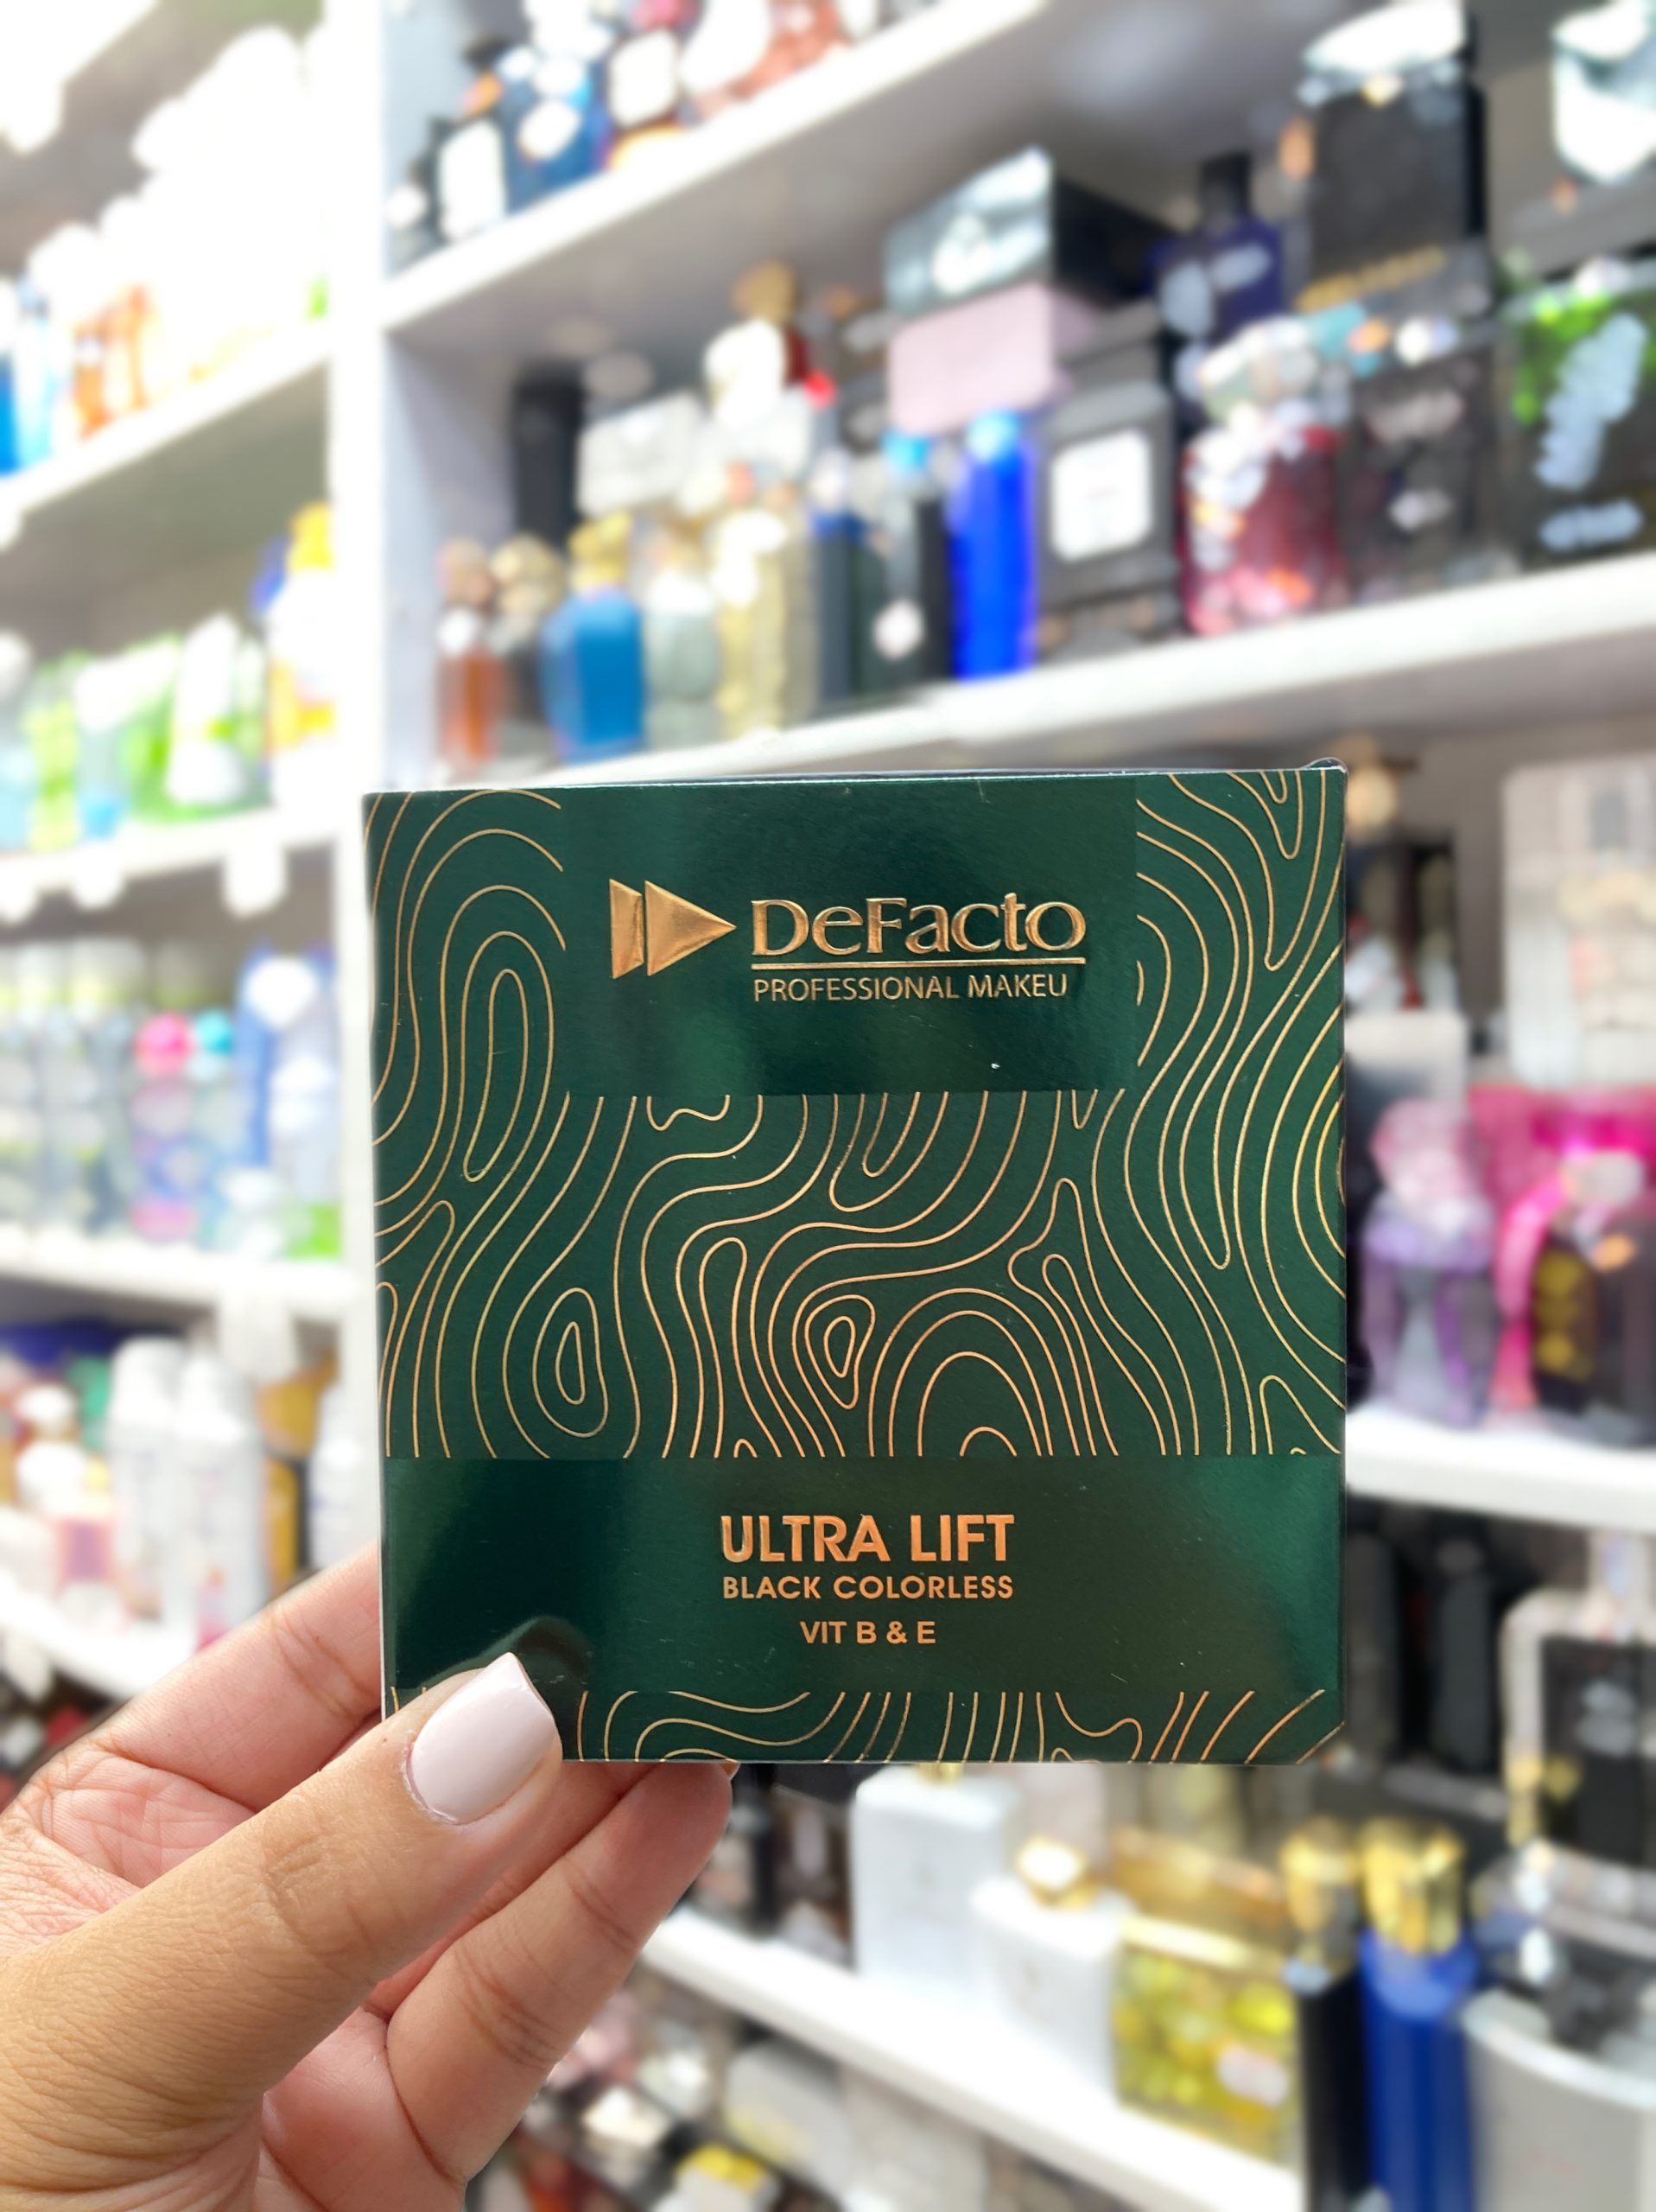 DeFacto
PROFESSIONAL MAKEU
ULTRA LIFT
BLACK COLORLESS
VIT B & E